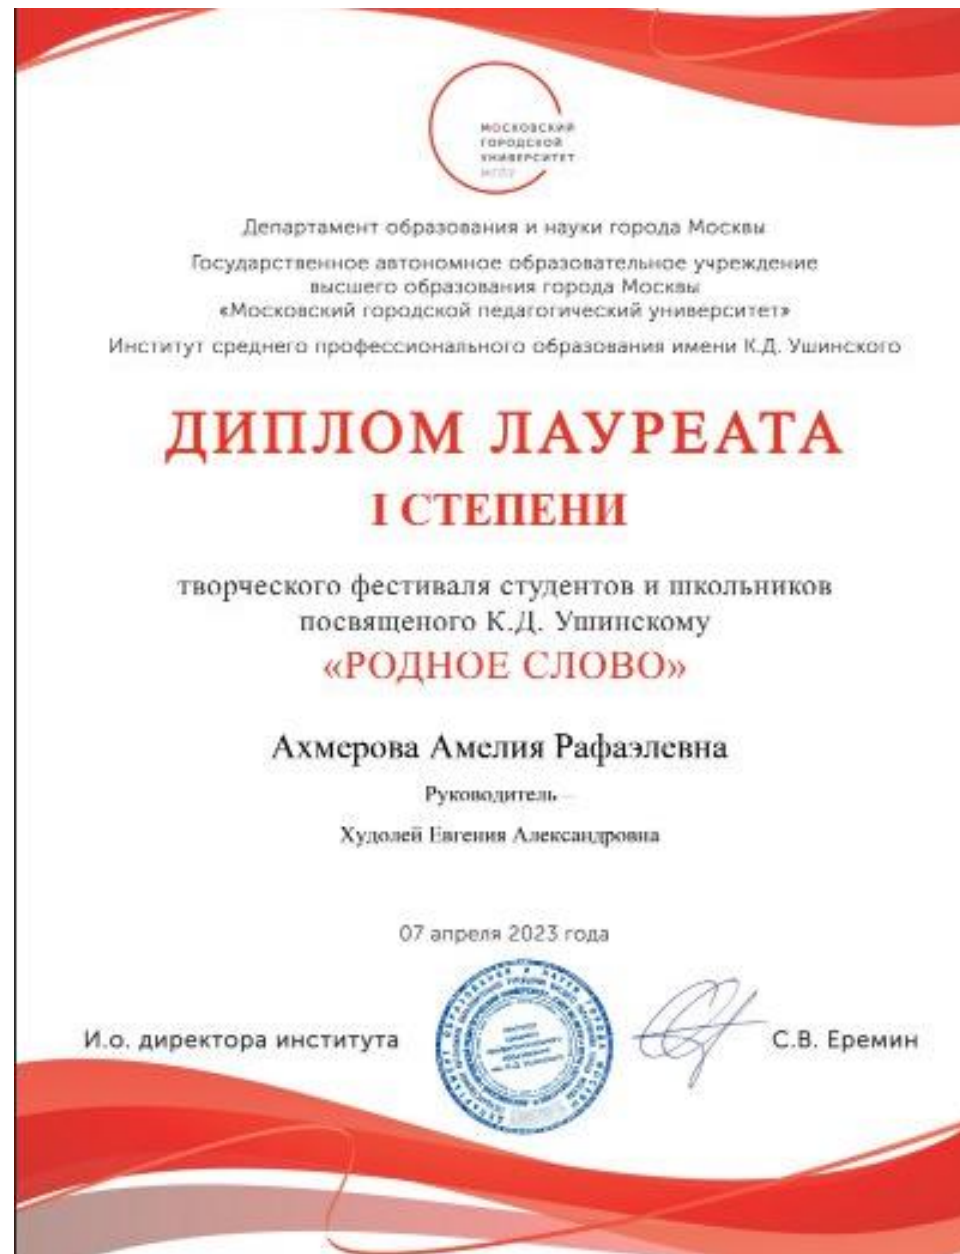 МОСКОВСКИЙ
ГОРОДСКОЙ
УНИВЕРСИТЕТ
МГПУ
Департамент образования и науки города Москвы
Государственное автономное образовательное учреждение
высшего образования города Москвы
«Московский городской педагогический университет»
Институт среднего профессионального образования имени К.Д. Ушинского
ДИПЛОМ ЛАУРЕАТА
I СТЕПЕНИ
творческого фестиваля студентов и школьников
посвященого К.Д. Ушинскому
«РОДНОЕ СЛОВО»
Ахмерова Амелия Рафаэлевна
Руководитель –
Худолей Евгения Александровна
07 апреля 2023 года
И.о. директора института
С.В. Еремин